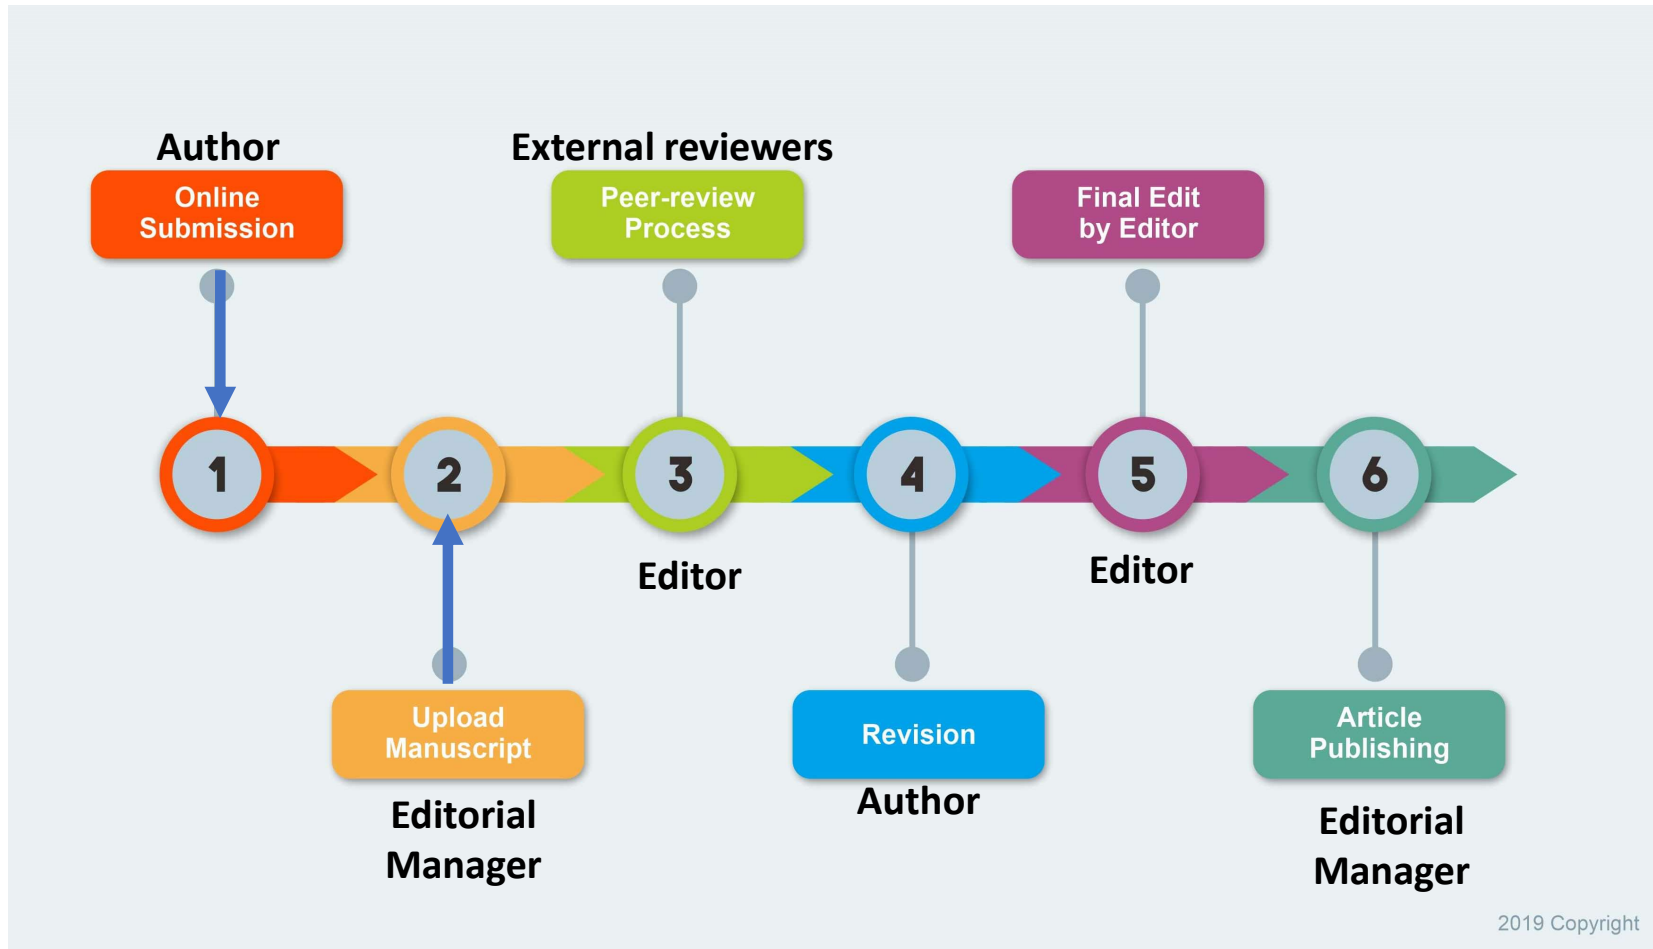 Author
Online
Submission
External reviewers
Peer-review
Process
Final Edit
by Editor
1
2
3
4
5
6
Editor
Editor
Upload
Manuscript
Editorial
Manager
Revision
Author
Article
Publishing
Editorial
Manager
2019 Copyright